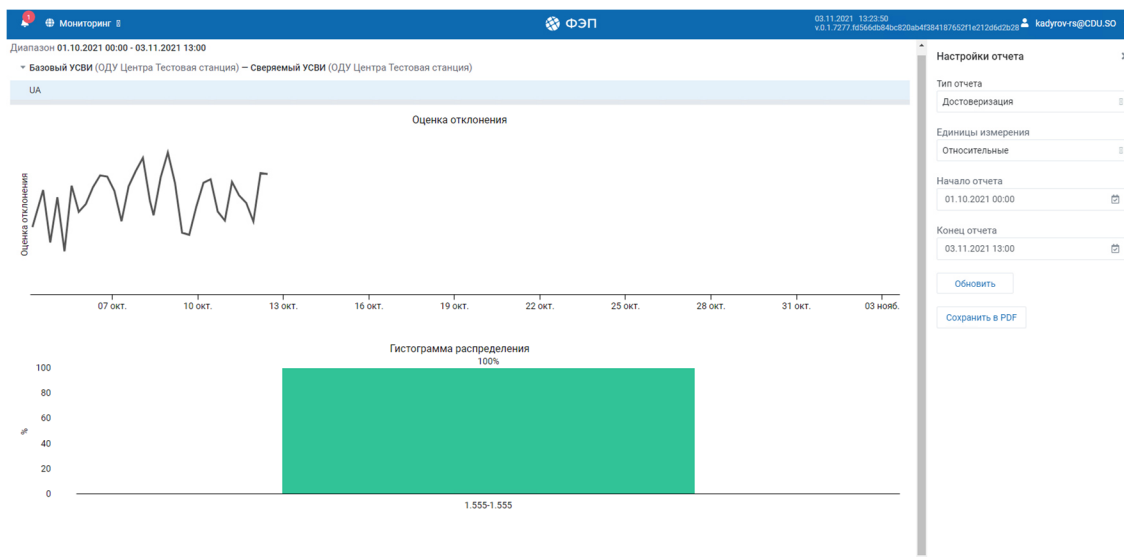 1
Мониторинг
ФЭП
03.11.2021 13:23:50
v.0.1.7277.fd566db84bc820ab4f384187652f1e212d6d2b28
kadyrov-rs@CDU.SO
Диапазон 01.10.2021 00:00 - 03.11.2021 13:00
Базовый УСВИ (ОДУ Центра Тестовая станция) — Сверяемый УСВИ (ОДУ Центра Тестовая станция)
UA
Оценка отклонения
Оценка отклонения
07 окт. 10 окт. 13 окт. 16 окт. 19 окт. 22 окт. 25 окт. 28 окт. 31 окт. 03 нояб.
Гистограмма распределения
100%
100
80
60
%
40
20
0
1.555-1.555
Настройки отчета
Тип отчета
Достоверизация
Единицы измерения
Относительные
Начало отчета
01.10.2021 00:00
Конец отчета
03.11.2021 13:00
Обновить
Сохранить в PDF